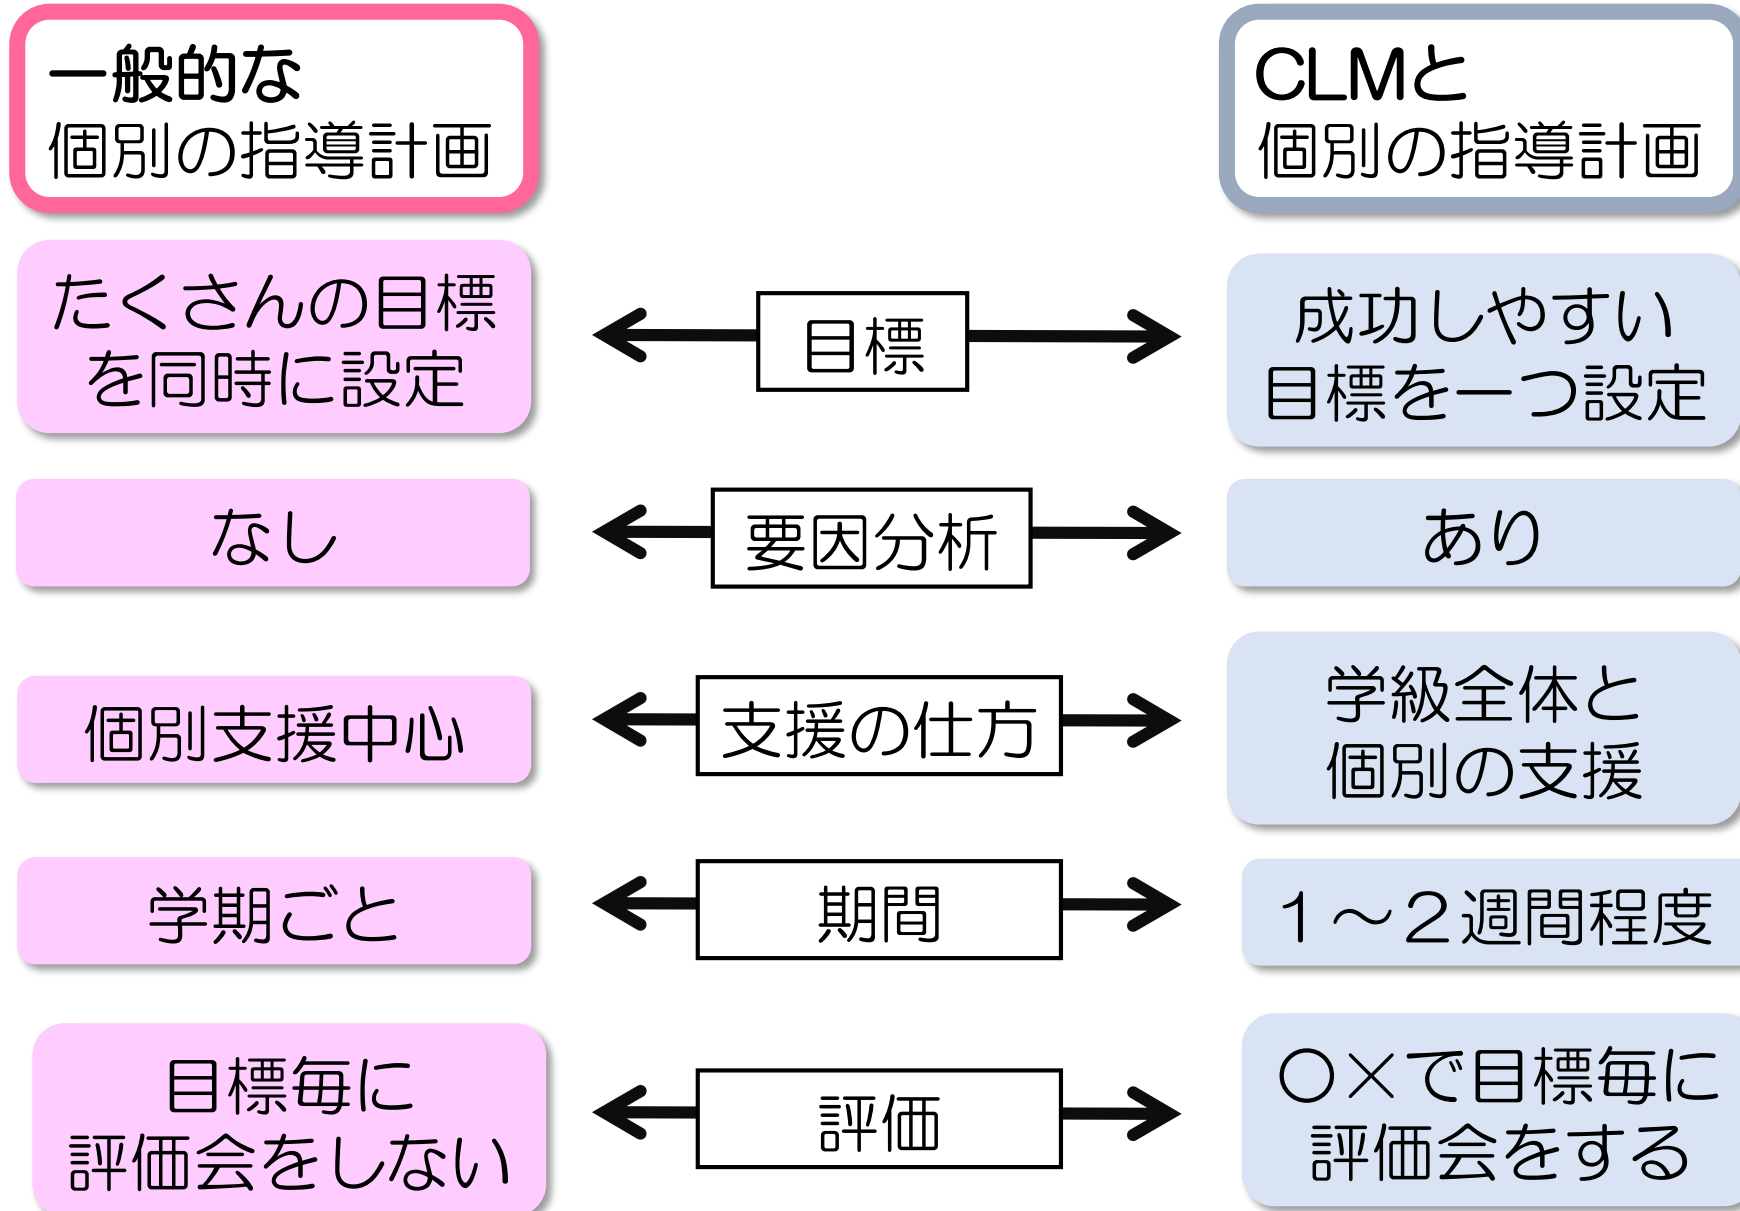 一般的な
個別の指導計画
CLMと
個別の指導計画
たくさんの目標
を同時に設定
目標
成功しやすい
目標を一つ設定
なし
要因分析
あり
個別支援中心
支援の仕方
学級全体と
個別の支援
学期ごと
期間
１～２週間程度
目標毎に
評価会をしない
評価
〇×で目標毎に
評価会をする